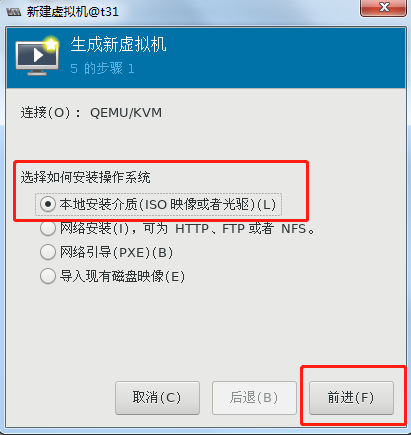 新建虚拟机@t31
生成新虚拟机
5 的步骤 1
连接(O)： QEMU/KVM
选择如何安装操作系统
本地安装介质(ISO 映像或者光驱)(L)
网络安装(I)，可为 HTTP、FTP 或者 NFS。
网络引导(PXE)(B)
导入现有磁盘映像(E)
取消(C) 后退(B) 前进(F)